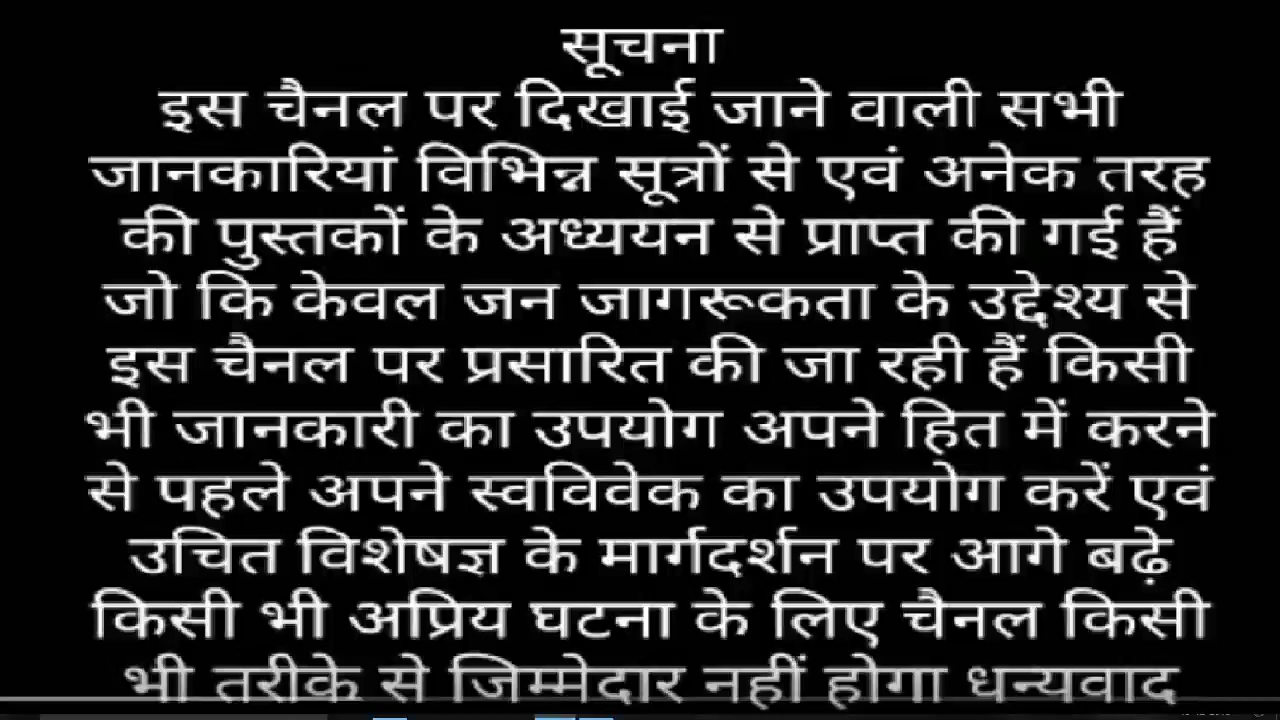 सूचना
इस चैनल पर दिखाई जाने वाली सभी
जानकारियां विभिन्न सूत्रों से एवं अनेक तरह
की पुस्तकों के अध्ययन से प्राप्त की गई हैं
जो कि केवल जन जागरूकता के उद्देश्य से
इस चैनल पर प्रसारित की जा रही हैं किसी
भी जानकारी का उपयोग अपने हित में करने
से पहले अपने स्वविवेक का उपयोग करें एवं
उचित विशेषज्ञ के मार्गदर्शन पर आगे बढ़े
किसी भी अप्रिय घटना के लिए चैनल किसी
भी तरीके से जिम्मेदार नहीं होगा धन्यवाद